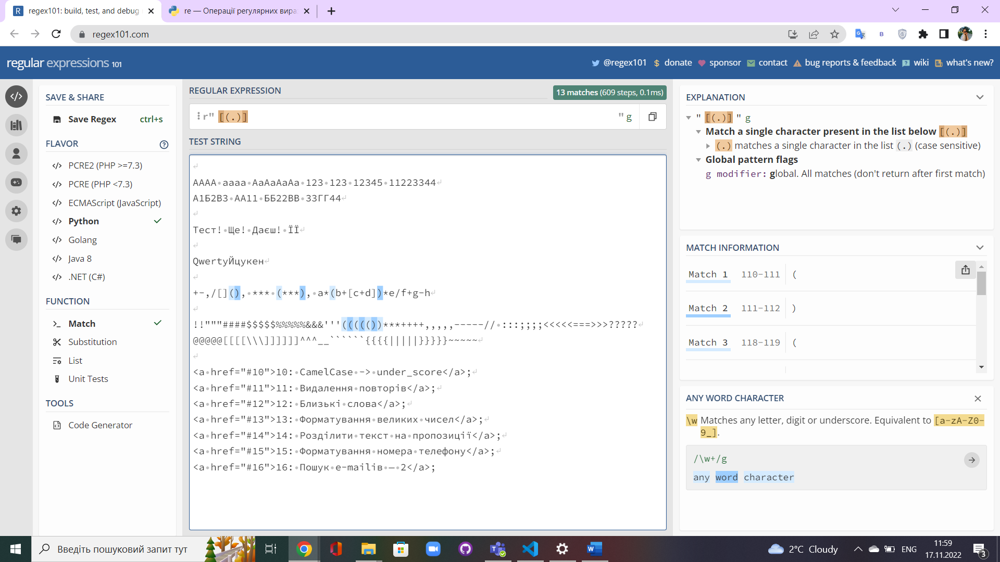 regex101: build, test, and debug
re — Операції регулярних вира
regex101.com
regular expressions 101
@regex101
donate
sponsor
contact
bug reports & feedback
wiki
what's new?
SAVE & SHARE
Save Regex ctrl+s
FLAVOR
PCRE2 (PHP >=7.3)
PCRE (PHP <7.3)
ECMAScript (JavaScript)
Python
Golang
Java 8
.NET (C#)
FUNCTION
Match
Substitution
List
Unit Tests
TOOLS
Code Generator
REGULAR EXPRESSION
13 matches (609 steps, 0.1ms)
r" [(.)] " g
TEST STRING
AAAA aaaa AaAaAaAa 123 123 12345 11223344
А1Б2В3 АА11 ББ22ВВ 33ГГ44
Тест! Ще! Даєш! ЇЇ
QwertyЙцукен
+-,/[](), *** (***), a*(b+[c+d])*e/f+g-h
!!"""####$$$$$%%%%%&&&'''((((())***++++,,,,,-----// :::;;;;<<<<<===>>>?????
@@@@@[[[[\\\]]]]]]^^^__``````{{{{|||||}}}}}~~~~~
<a href="#10">10: CamelCase -> under_score</a>;
<a href="#11">11: Видалення повторів</a>;
<a href="#12">12: Близькі слова</a>;
<a href="#13">13: Форматування великих чисел</a>;
<a href="#14">14: Розділити текст на пропозиції</a>;
<a href="#15">15: Форматування номера телефону</a>;
<a href="#16">16: Пошук e-mailів — 2</a>;
EXPLANATION
" [(.)] " g
Match a single character present in the list below [(.)]
(.) matches a single character in the list (.) (case sensitive)
Global pattern flags
g modifier: global. All matches (don't return after first match)
MATCH INFORMATION
Match 1 110-111 (
Match 2 111-112 )
Match 3 118-119 (
ANY WORD CHARACTER
\w Matches any letter, digit or underscore. Equivalent to [a-zA-Z0-
9_].
/\w+/g
any word character
Введіть пошуковий запит тут
2°C Cloudy
ENG
11:59
17.11.2022
3